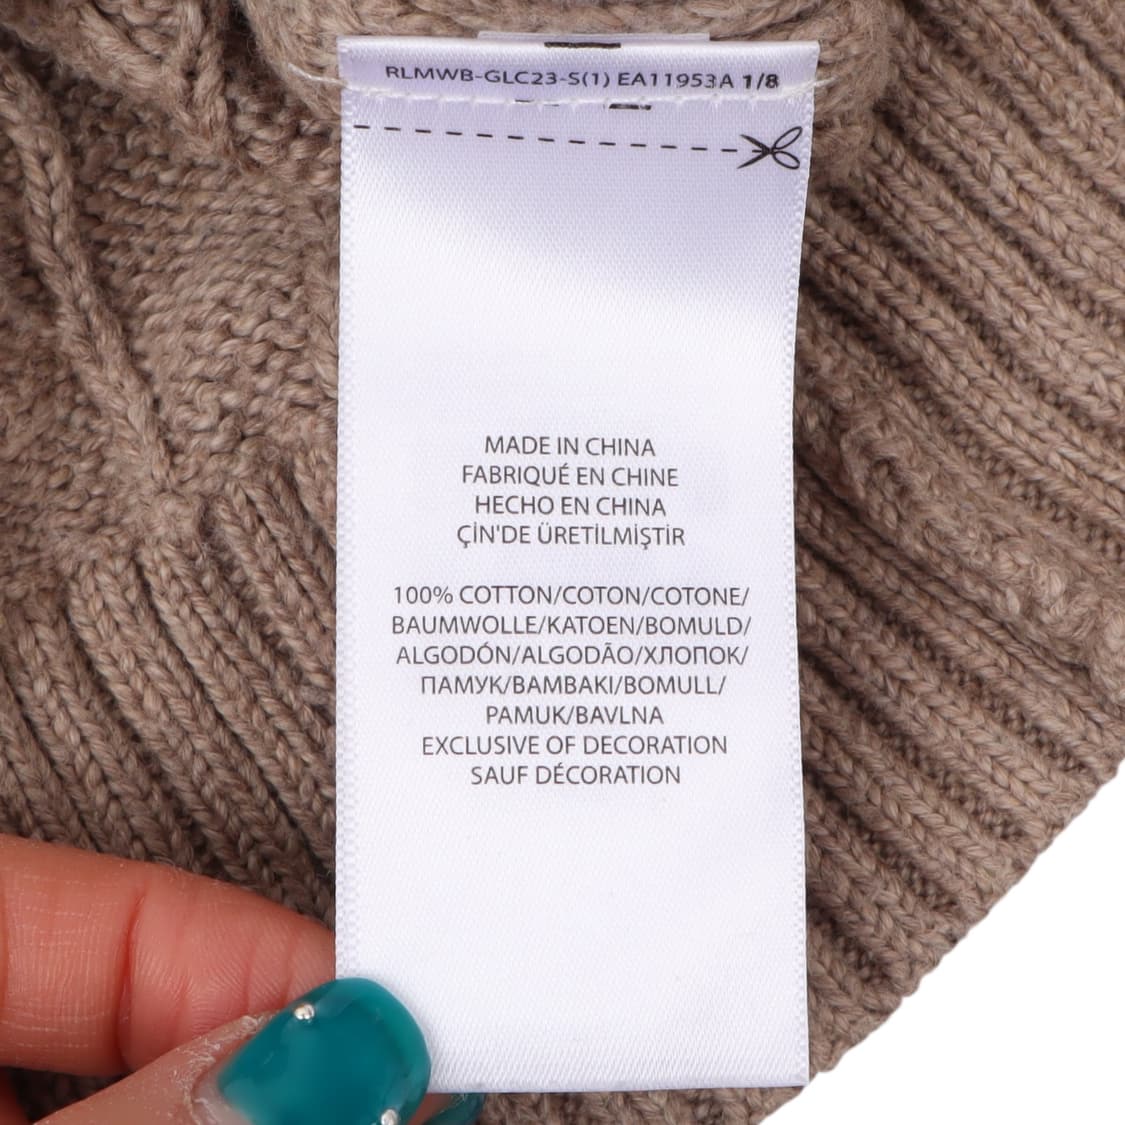 RLMWB-GLC23-S(1) EA11953A 1/8
MADE IN CHINA
FABRIQUÉ EN CHINE
HECHO EN CHINA
ÇİN'DE ÜRETİLMİŞTİR
100% COTTON/COTON/COTONE/
BAUMWOLLE/KATOEN/BOMULD/
ALGODÓN/ALGODÃO/ХЛОПОК/
ПАМУК/BAMBAKI/BOMULL/
PAMUK/BAVLNA
EXCLUSIVE OF DECORATION
SAUF DÉCORATION